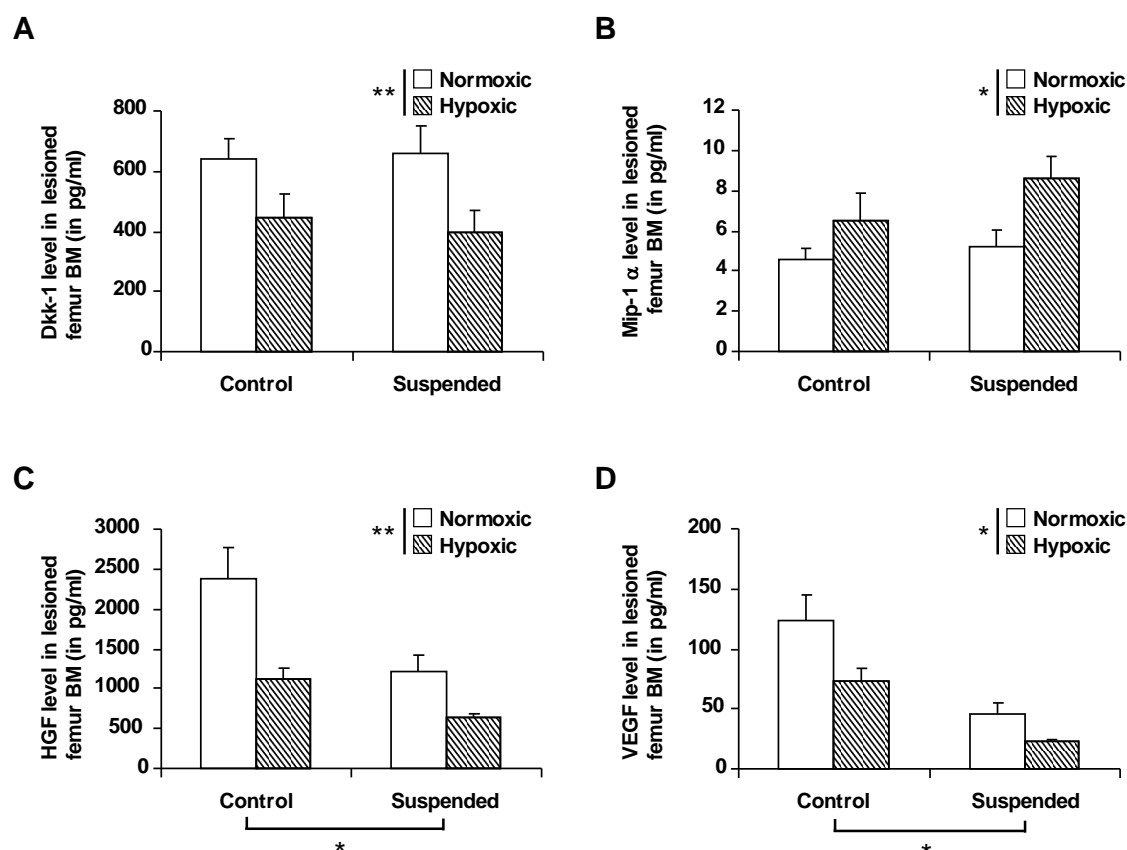 A
Normoxic
** Hypoxic
Dkk-1 level in lesioned
femur BM (in pg/ml)
800
600
400
200
0
Control Suspended
B
Normoxic
* Hypoxic
Mip-1 α level in lesioned
femur BM (in pg/ml)
12
10
8
6
4
2
0
Control Suspended
C
Normoxic
** Hypoxic
HGF level in lesioned
femur BM (in pg/ml)
3000
2500
2000
1500
1000
500
0
Control Suspended
*
D
Normoxic
* Hypoxic
VEGF level in lesioned
femur BM (in pg/ml)
200
150
100
50
0
Control Suspended
*